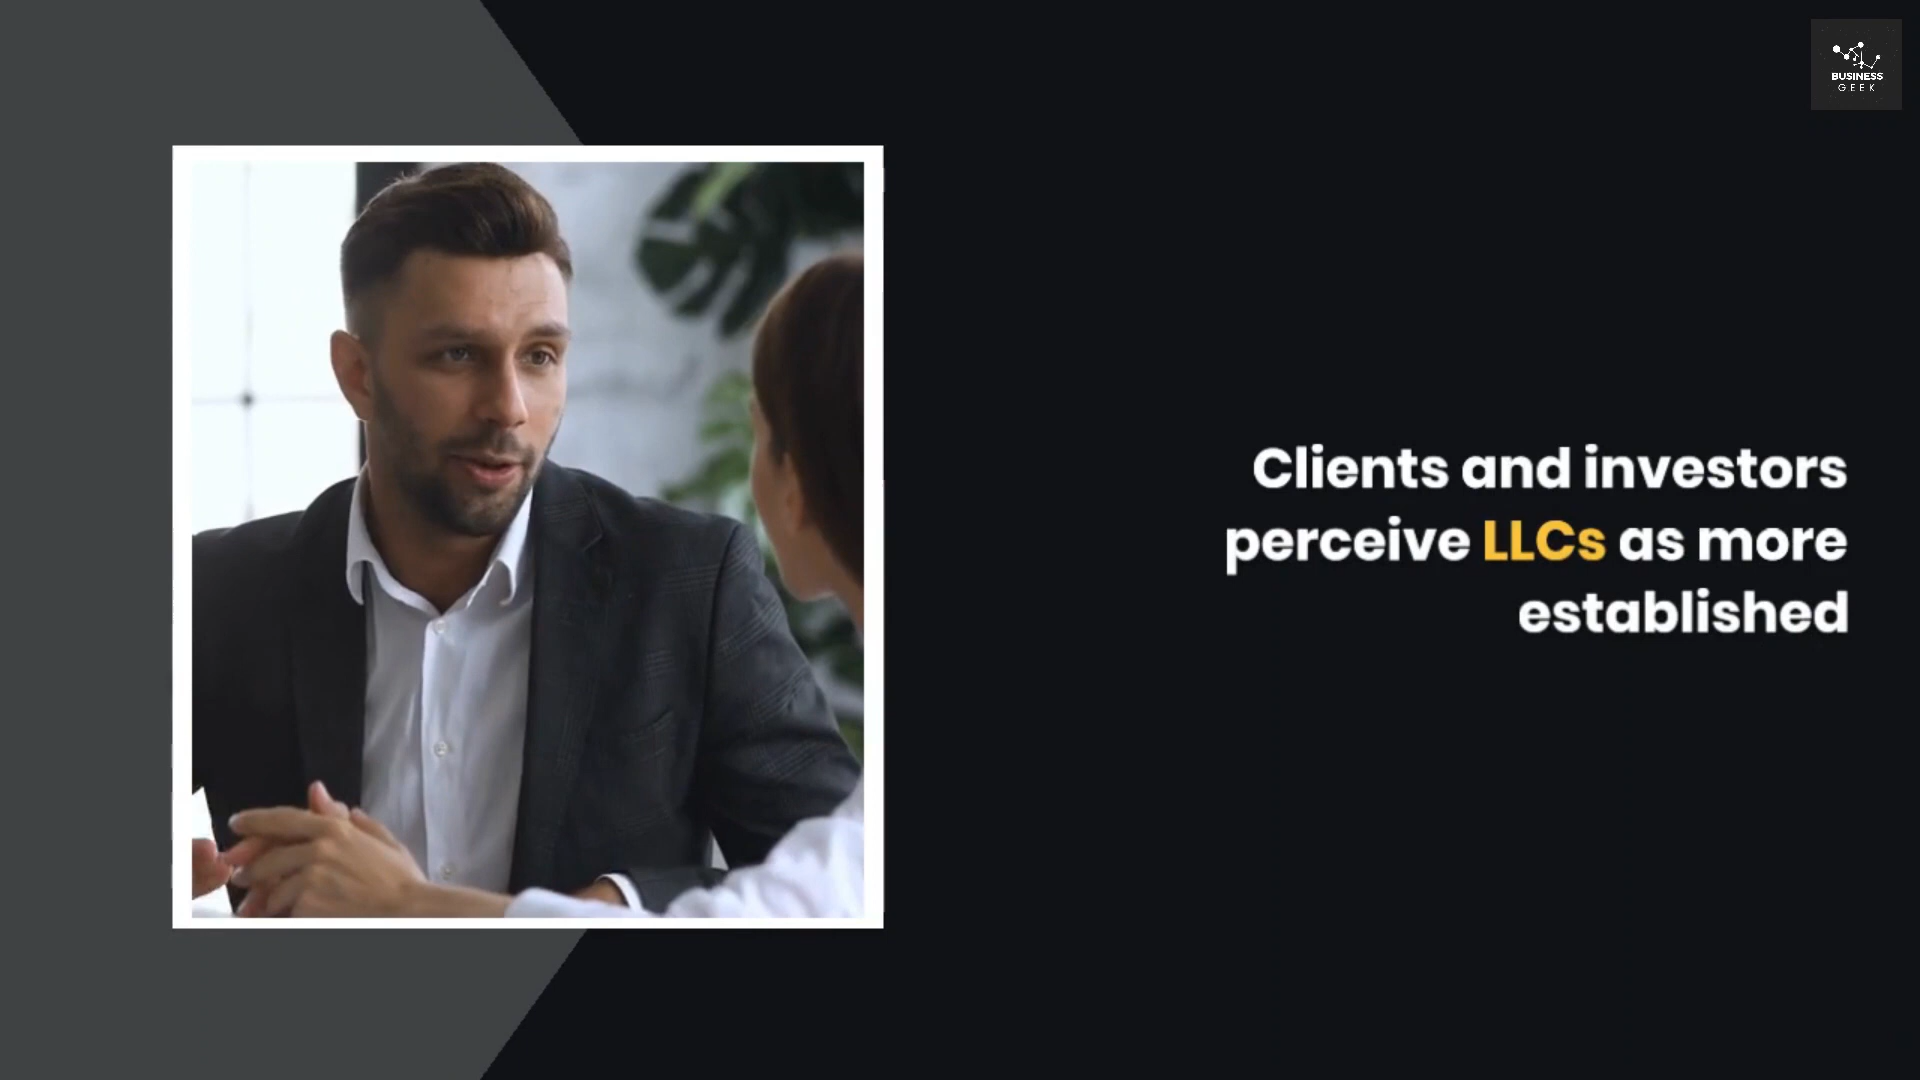 BUSINESS
GEEK
Clients and investors
perceive LLCs as more
established